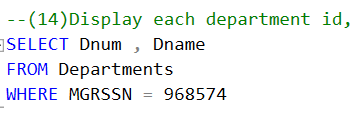 --(14)Display each department id,
SELECT Dnum , Dname
FROM Departments
WHERE MGRSSN = 968574